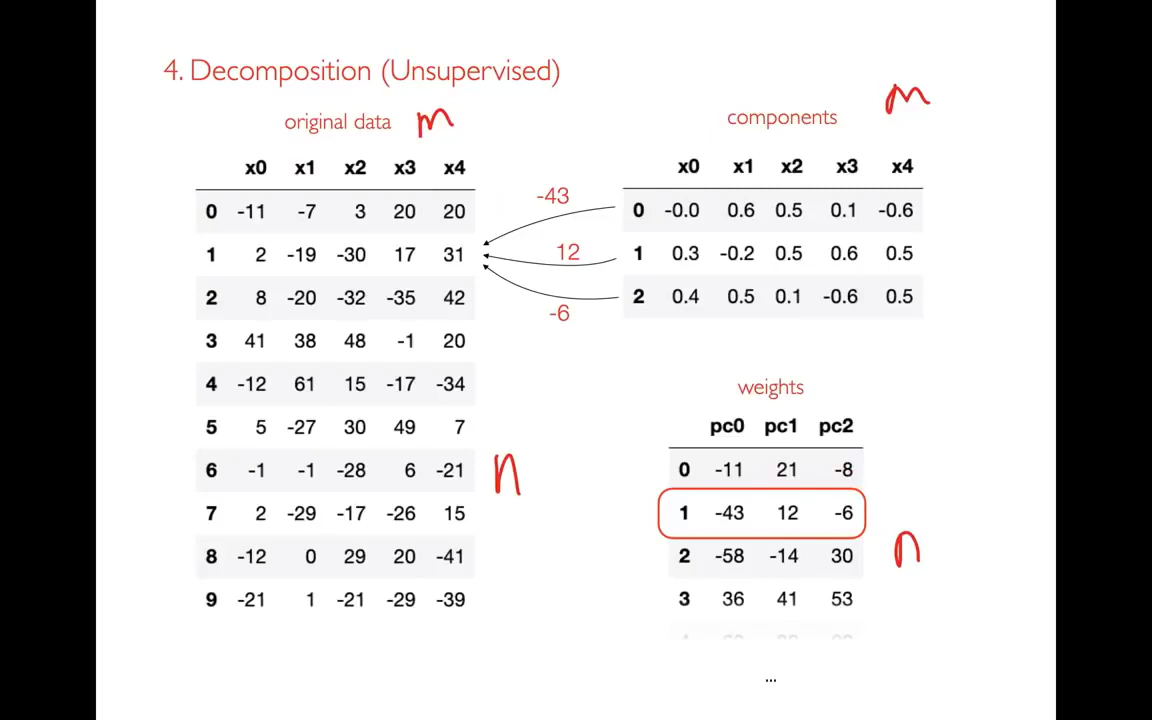 4. Decomposition (Unsupervised)
original data m
x0 x1 x2 x3 x4
0 -11 -7 3 20 20
1 2 -19 -30 17 31
2 8 -20 -32 -35 42
3 41 38 48 -1 20
4 -12 61 15 -17 -34
5 5 -27 30 49 7
6 -1 -1 -28 6 -21
7 2 -29 -17 -26 15
8 -12 0 29 20 -41
9 -21 1 -21 -29 -39
n
-43
12
-6
m
components
x0 x1 x2 x3 x4
0 -0.0 0.6 0.5 0.1 -0.6
1 0.3 -0.2 0.5 0.6 0.5
2 0.4 0.5 0.1 -0.6 0.5
weights
pc0 pc1 pc2
0 -11 21 -8
1 -43 12 -6
2 -58 -14 30
3 36 41 53
n
...